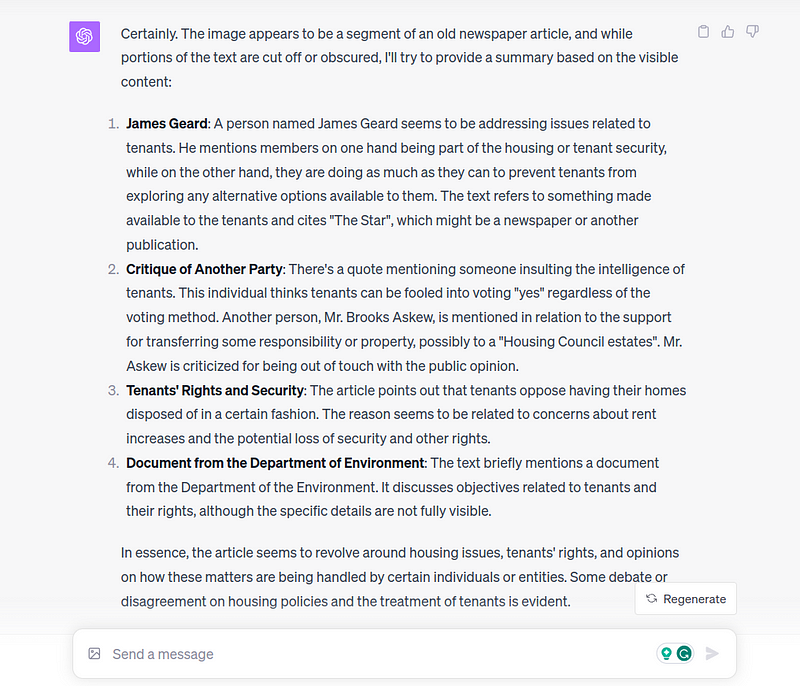 Certainly. The image appears to be a segment of an old newspaper article, and while
portions of the text are cut off or obscured, I'll try to provide a summary based on the visible
content:
1. James Geard: A person named James Geard seems to be addressing issues related to
tenants. He mentions members on one hand being part of the housing or tenant security,
while on the other hand, they are doing as much as they can to prevent tenants from
exploring any alternative options available to them. The text refers to something made
available to the tenants and cites "The Star", which might be a newspaper or another
publication.
2. Critique of Another Party: There's a quote mentioning someone insulting the intelligence of
tenants. This individual thinks tenants can be fooled into voting "yes" regardless of the
voting method. Another person, Mr. Brooks Askew, is mentioned in relation to the support
for transferring some responsibility or property, possibly to a "Housing Council estates". Mr.
Askew is criticized for being out of touch with the public opinion.
3. Tenants' Rights and Security: The article points out that tenants oppose having their homes
disposed of in a certain fashion. The reason seems to be related to concerns about rent
increases and the potential loss of security and other rights.
4. Document from the Department of Environment: The text briefly mentions a document
from the Department of the Environment. It discusses objectives related to tenants and
their rights, although the specific details are not fully visible.
In essence, the article seems to revolve around housing issues, tenants' rights, and opinions
on how these matters are being handled by certain individuals or entities. Some debate or
disagreement on housing policies and the treatment of tenants is evident.
Regenerate
Send a message